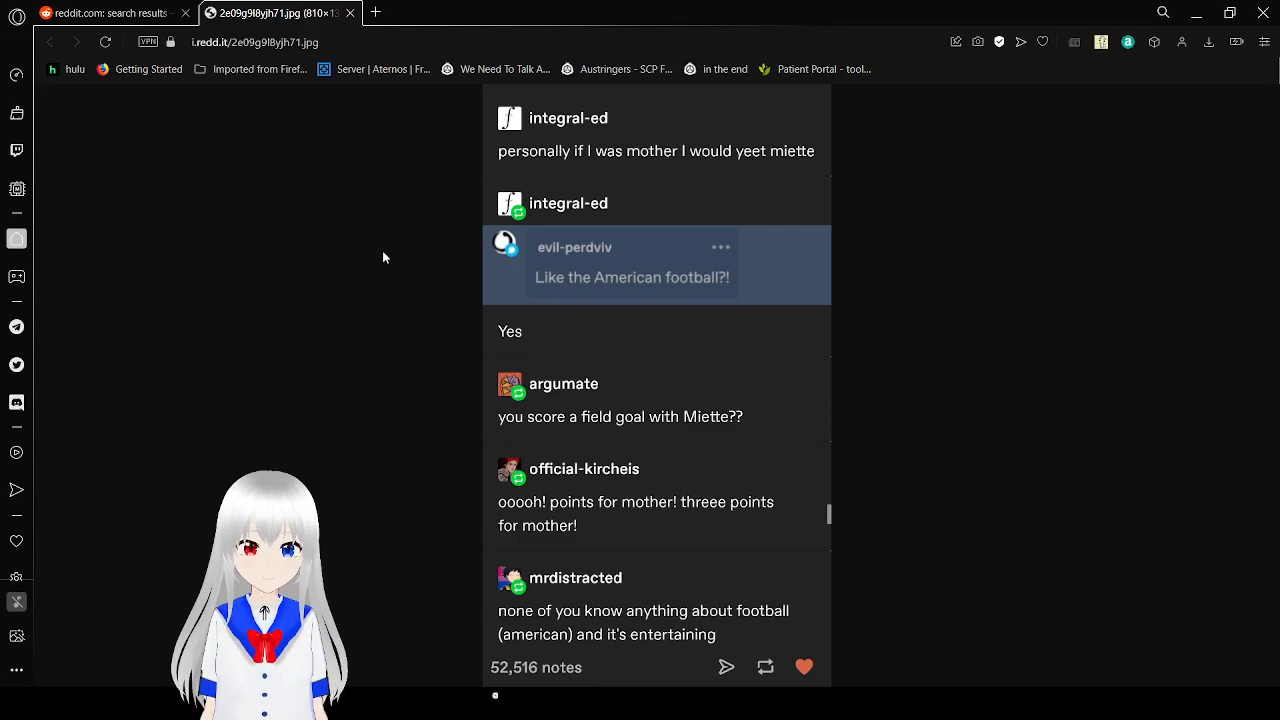 reddit.com: search results -
2e09g9l8yjh71.jpg (810×13
VPN
i.redd.it/2e09g9l8yjh71.jpg
h hulu
Getting Started
Imported from Firef...
Server | Aternos | Fr...
We Need To Talk A...
Austringers - SCP F...
in the end
a
Patient Portal - tool...
integral-ed
personally if I was mother I would yeet miette
integral-ed
evil-perdviv
Like the American football?!
Yes
argumate
you score a field goal with Miette??
official-kircheis
ooooh! points for mother! threee points
for mother!
mrdistracted
none of you know anything about football
(american) and it's entertaining
52,516 notes